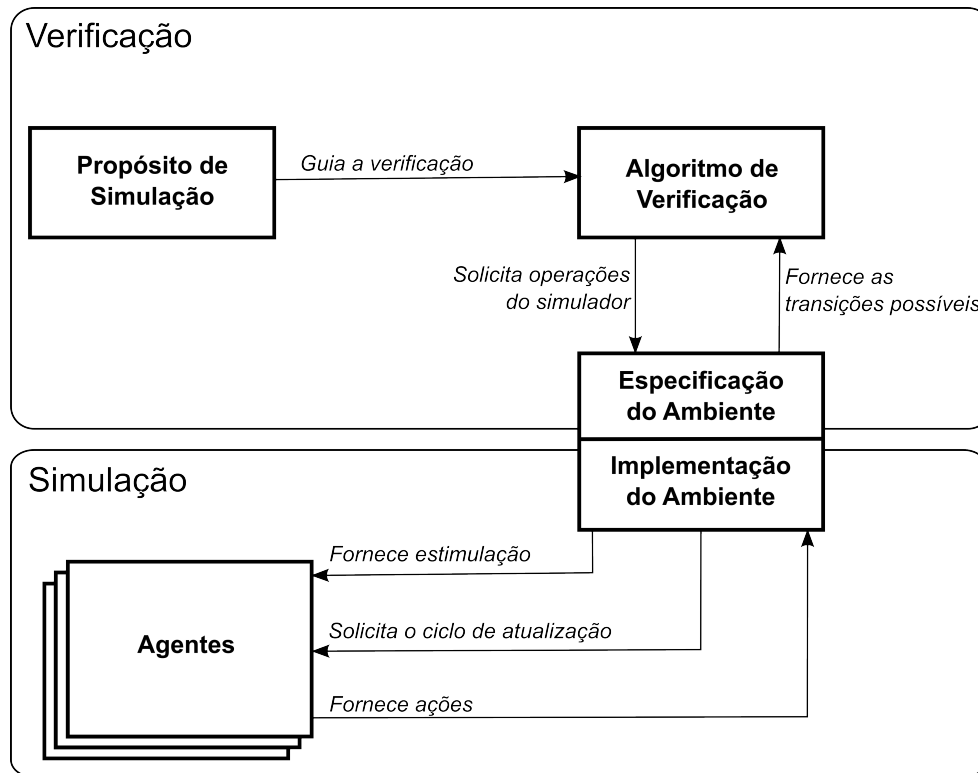 Verificação
Propósito de
Simulação
Guia a verificação
Algoritmo de
Verificação
Solicita operações
do simulador
Fornece as
transições possíveis
Especificação
do Ambiente
Simulação
Implementação
do Ambiente
Fornece estimulação
Agentes
Solicita o ciclo de atualização
Fornece ações